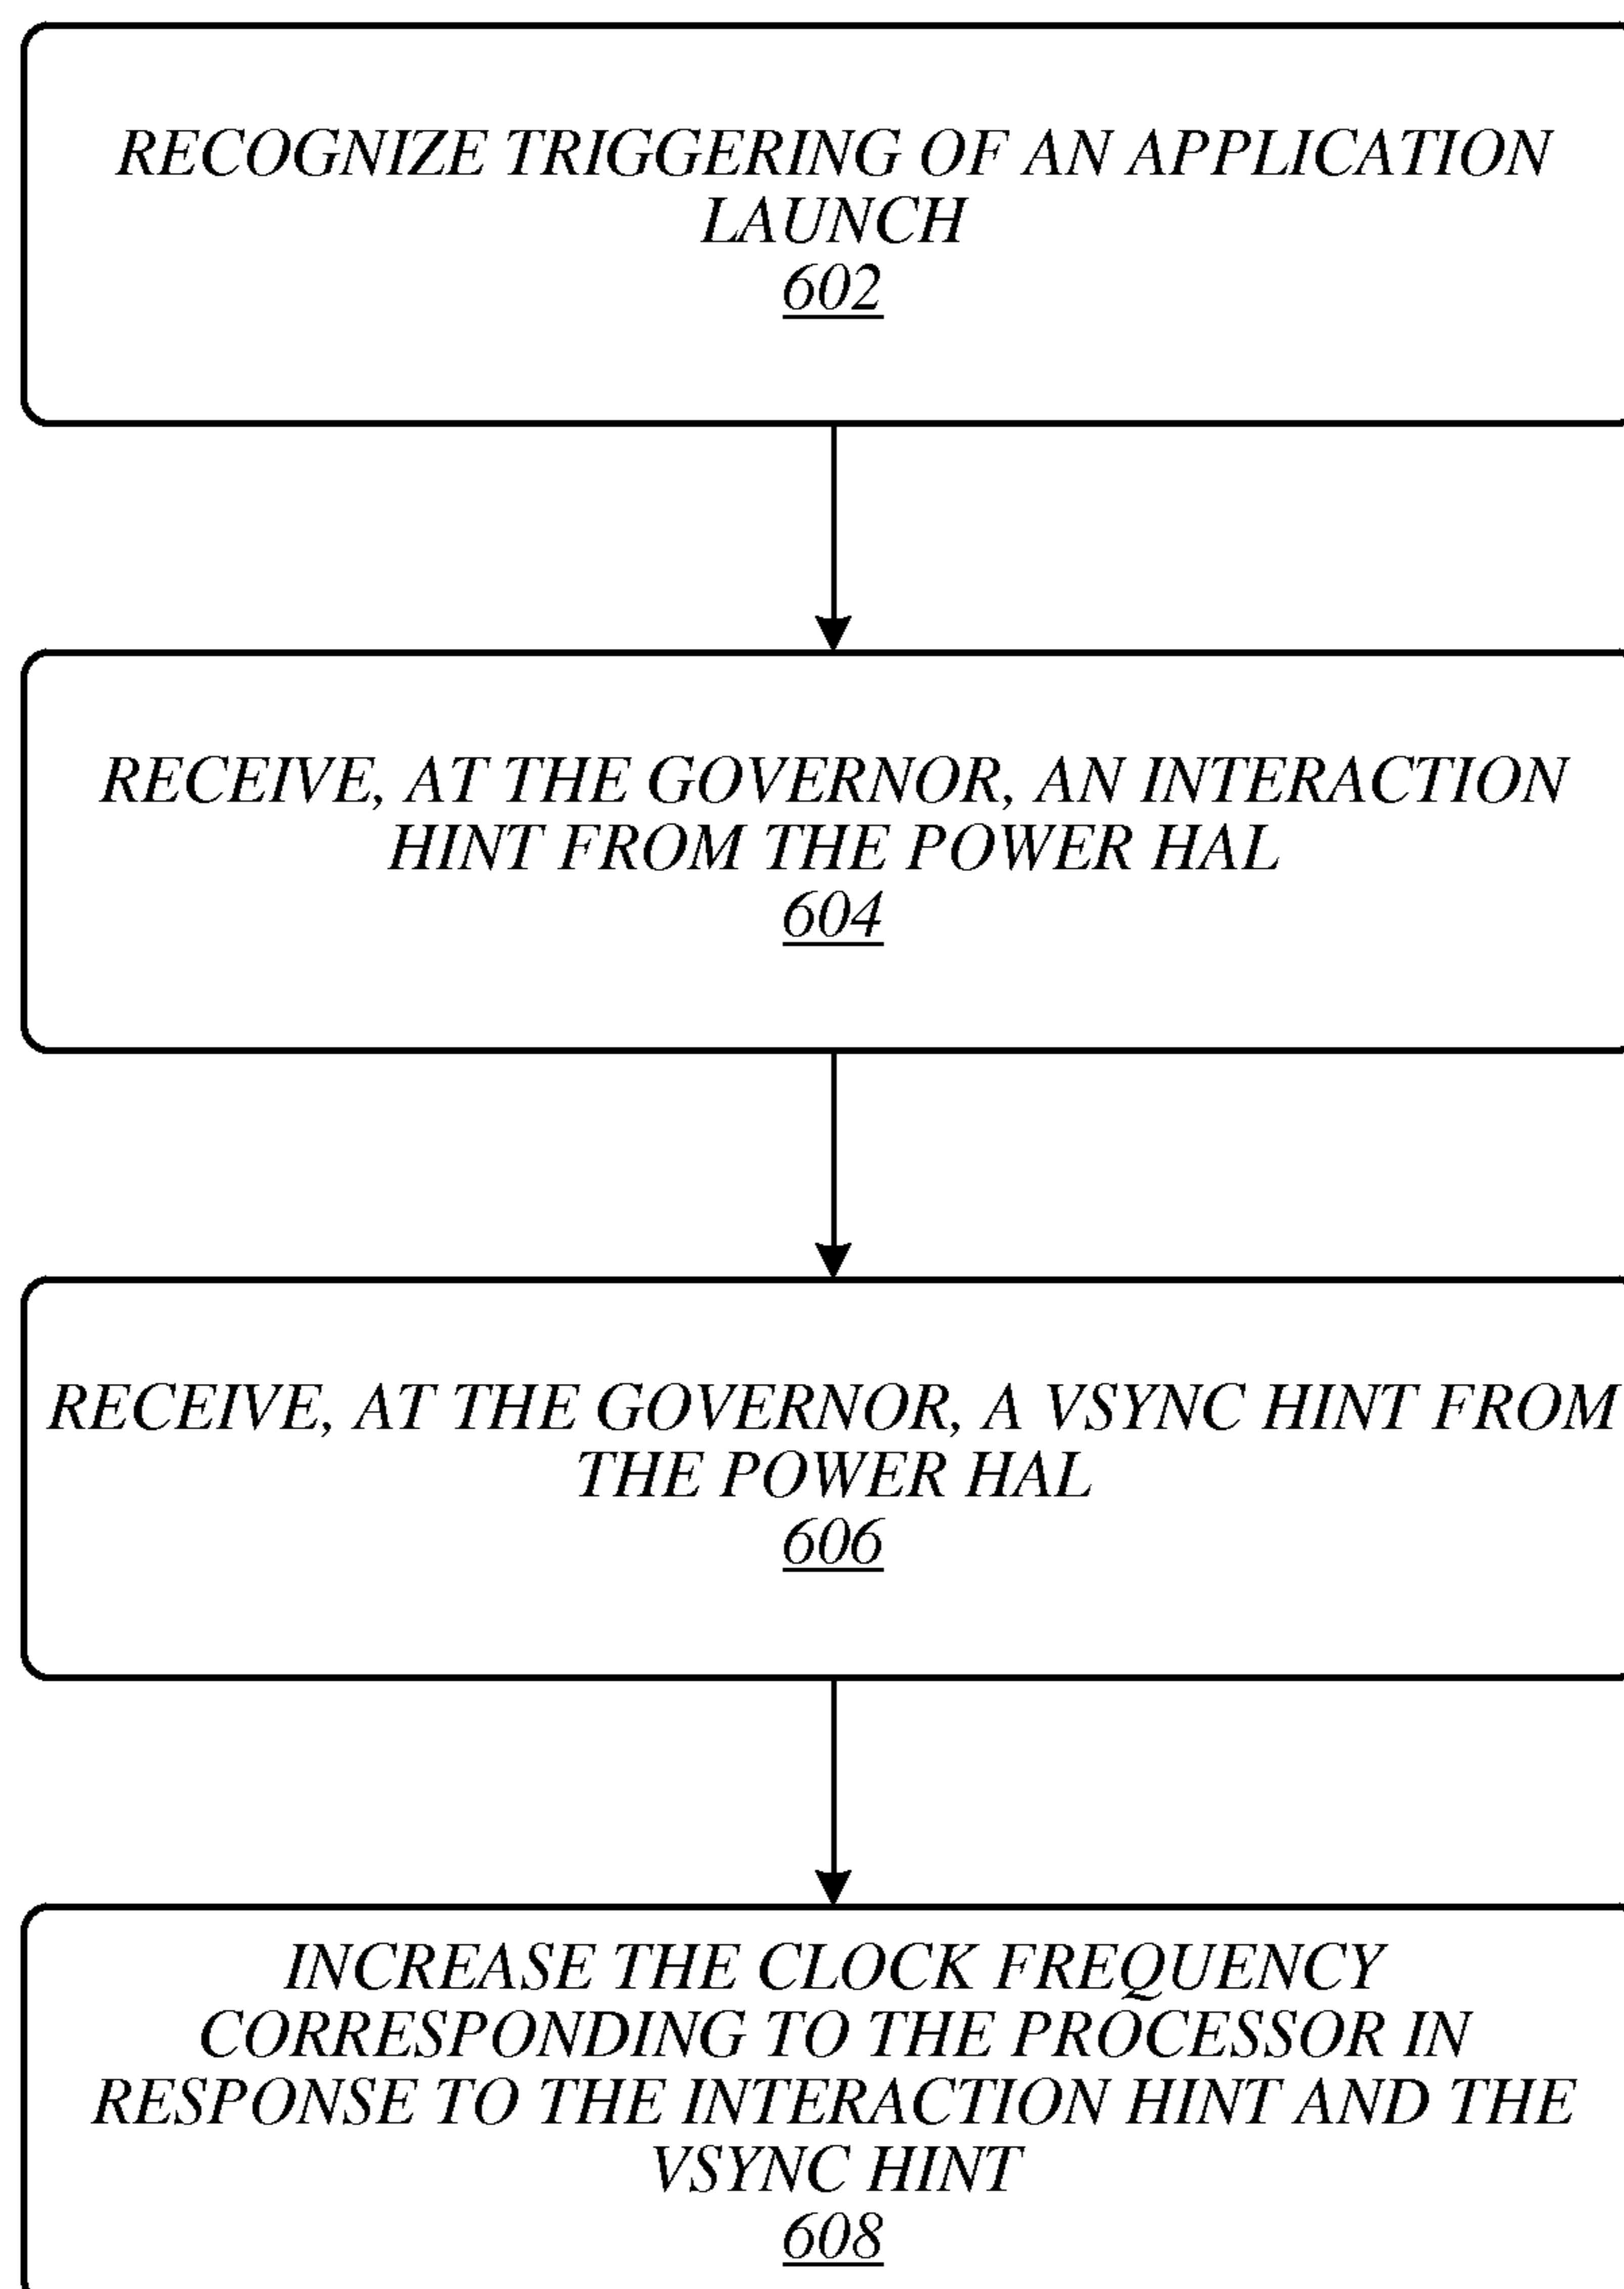 RECOGNIZE TRIGGERING OF AN APPLICATION
LAUNCH
602
RECEIVE, AT THE GOVERNOR, AN INTERACTION
HINT FROM THE POWER HAL
604
RECEIVE, AT THE GOVERNOR, A VSYNC HINT FROM
THE POWER HAL
606
INCREASE THE CLOCK FREQUENCY
CORRESPONDING TO THE PROCESSOR IN
RESPONSE TO THE INTERACTION HINT AND THE
VSYNC HINT
608